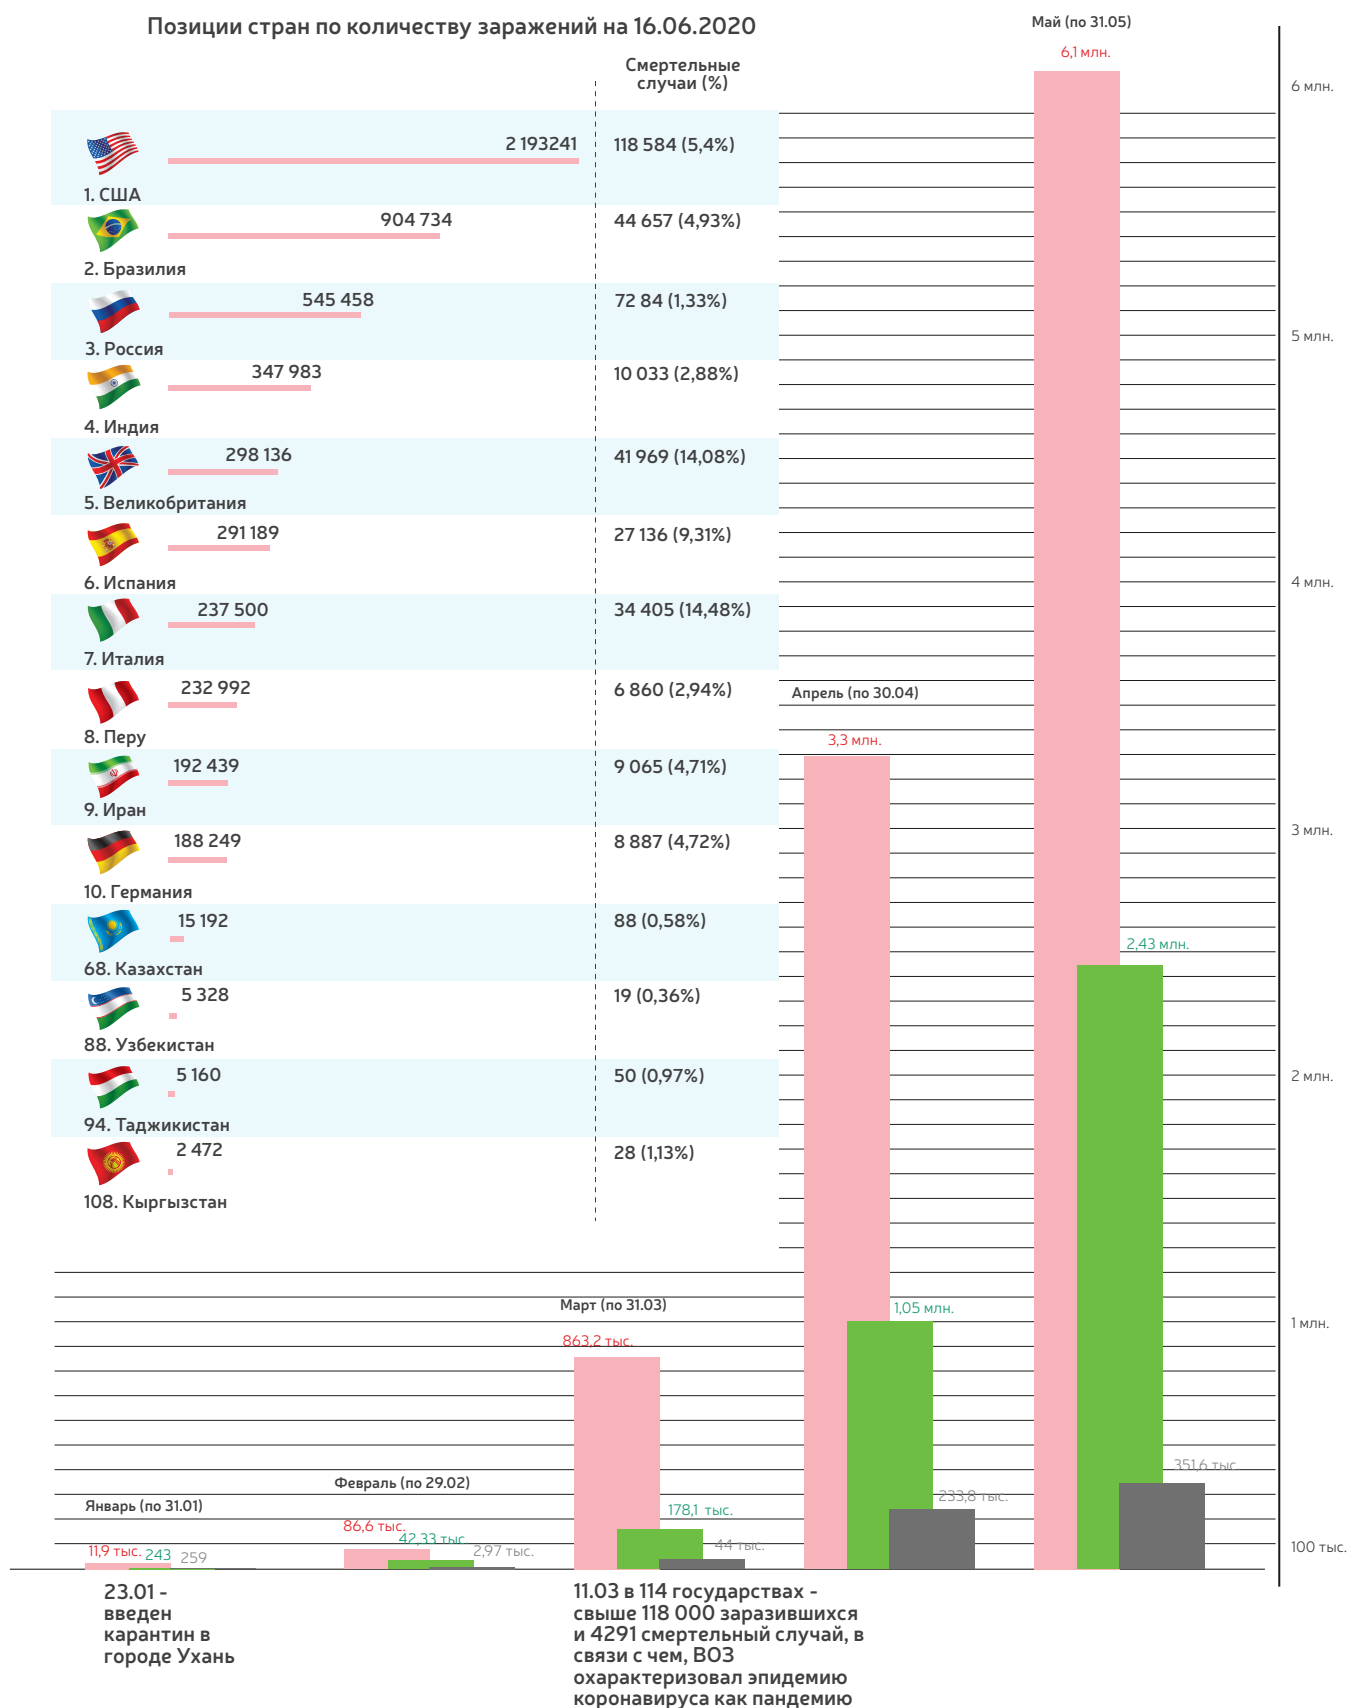 Позиции стран по количеству заражений на 16.06.2020
Смертельные
случаи (%)
2 193241
118 584 (5,4%)
1. США
904 734
44 657 (4,93%)
2. Бразилия
545 458
72 84 (1,33%)
3. Россия
347 983
10 033 (2,88%)
4. Индия
298 136
41 969 (14,08%)
5. Великобритания
291 189
27 136 (9,31%)
6. Испания
237 500
34 405 (14,48%)
7. Италия
232 992
6 860 (2,94%)
8. Перу
192 439
9 065 (4,71%)
9. Иран
188 249
8 887 (4,72%)
10. Германия
15 192
88 (0,58%)
68. Казахстан
5 328
19 (0,36%)
88. Узбекистан
5 160
50 (0,97%)
94. Таджикистан
2 472
28 (1,13%)
108. Кыргызстан
Май (по 31.05)
6,1 млн.
2,43 млн.
351,6 тыс.
Апрель (по 30.04)
3,3 млн.
1,05 млн.
233,8 тыс.
Март (по 31.03)
863,2 тыс.
178,1 тыс.
44 тыс.
Февраль (по 29.02)
86,6 тыс.
42,33 тыс.
2,97 тыс.
Январь (по 31.01)
11,9 тыс.
243
259
6 млн.
5 млн.
4 млн.
3 млн.
2 млн.
1 млн.
100 тыс.
23.01 -
введен
карантин в
городе Ухань
11.03 в 114 государствах -
свыше 118 000 заразившихся
и 4291 смертельный случай, в
связи с чем, ВОЗ
охарактеризовал эпидемию
коронавируса как пандемию